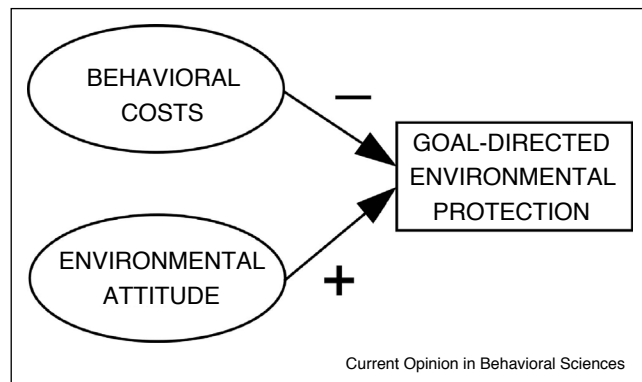 BEHAVIORAL
COSTS
−
GOAL-DIRECTED
ENVIRONMENTAL
PROTECTION
ENVIRONMENTAL
ATTITUDE
+
Current Opinion in Behavioral Sciences